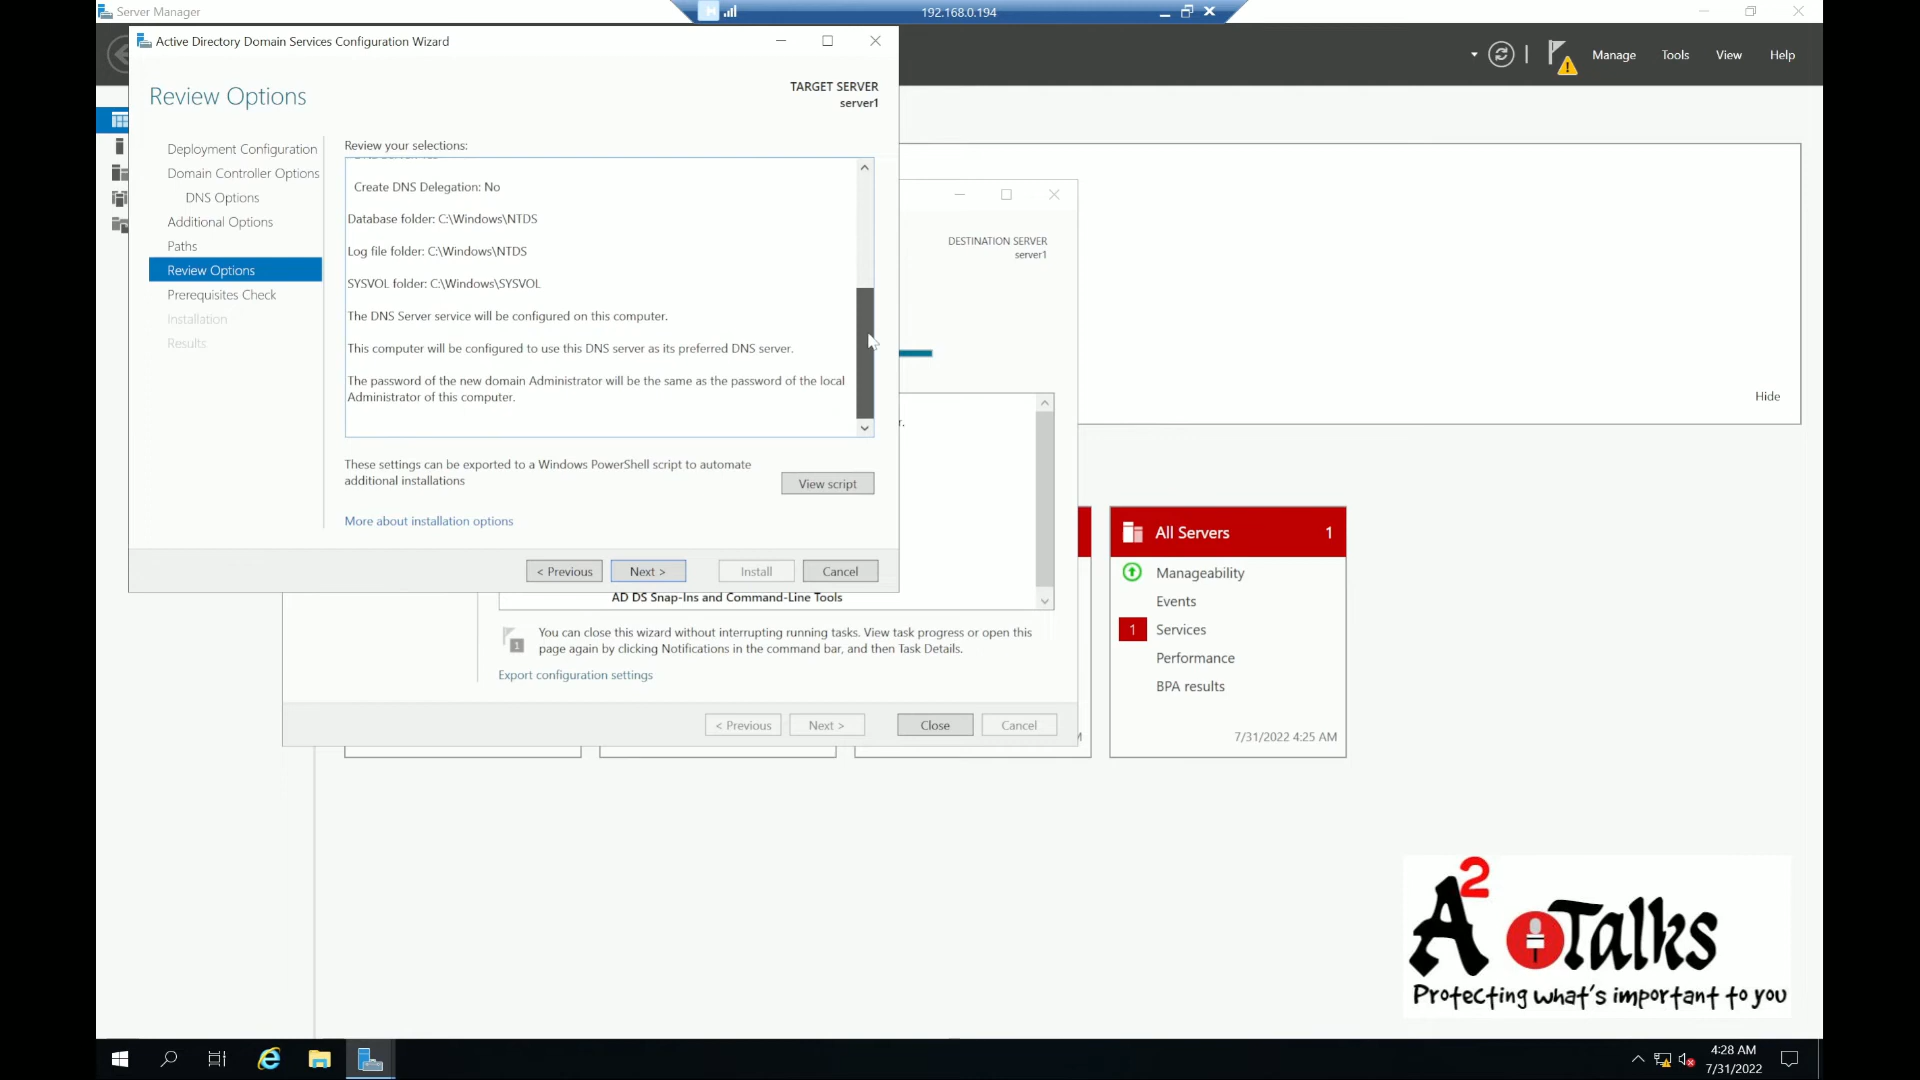 Server Manager
192.168.0.194
Active Directory Domain Services Configuration Wizard
Manage
Tools
View
Help
Review Options
TARGET SERVER
server1
Deployment Configuration
Domain Controller Options
DNS Options
Additional Options
Paths
Review Options
Prerequisites Check
Installation
Results
Review your selections:
Create DNS Delegation: No
Database folder: C:\Windows\NTDS
Log file folder: C:\Windows\NTDS
SYSVOL folder: C:\Windows\SYSVOL
The DNS Server service will be configured on this computer.
This computer will be configured to use this DNS server as its preferred DNS server.
The password of the new domain Administrator will be the same as the password of the local
Administrator of this computer.
These settings can be exported to a Windows PowerShell script to automate
additional installations
View script
More about installation options
< Previous
Next >
Install
Cancel
DESTINATION SERVER
server1
r.
Hide
AD DS Snap-Ins and Command-Line Tools
1
You can close this wizard without interrupting running tasks. View task progress or open this
page again by clicking Notifications in the command bar, and then Task Details.
Export configuration settings
< Previous
Next >
Close
Cancel
All Servers
1
Manageability
Events
1
Services
Performance
BPA results
7/31/2022 4:25 AM
A2 Talks
Protecting what's important to you
4:28 AM
7/31/2022